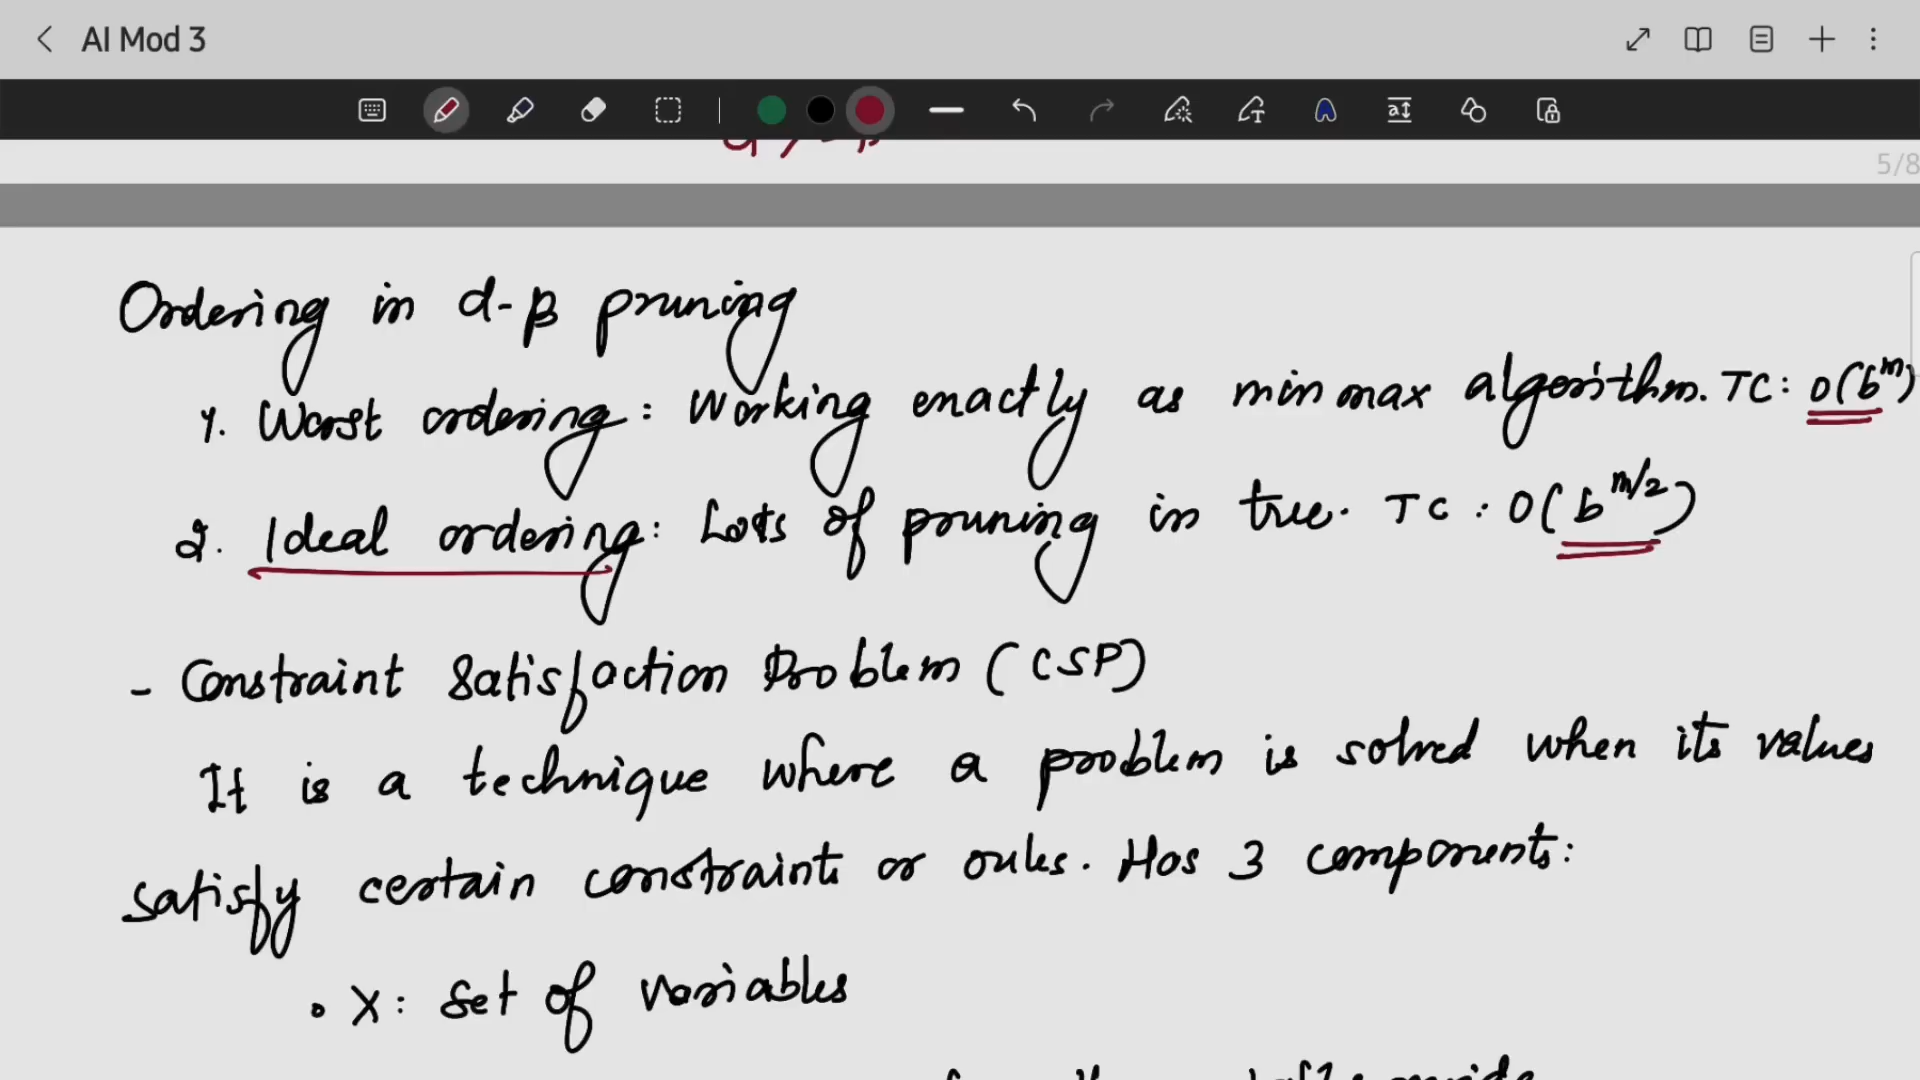 AI Mod 3
5/8
Ordering in α-β pruning
1. Worst ordering: Working exactly as min max algorithm. TC: O(b^m)
2. Ideal ordering: Lots of pruning in tree. TC: O(b^m/2)
- Constraint Satisfaction Problem (CSP)
It is a technique where a problem is solved when its values
satisfy certain constraints or rules. Has 3 components:
• X: Set of variables